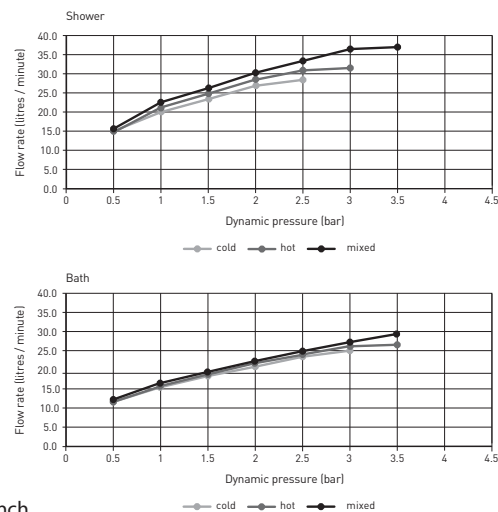 Shower
40.0
35.0
30.0
25.0
20.0
15.0
10.0
5.0
0.0
Flow rate (litres / minute)
0 0.5 1 1.5 2 2.5 3 3.5 4 4.5
Dynamic pressure (bar)
cold hot mixed
Bath
40.0
35.0
30.0
25.0
20.0
15.0
10.0
5.0
0.0
Flow rate (litres / minute)
0 0.5 1 1.5 2 2.5 3 3.5 4 4.5
Dynamic pressure (bar)
cold hot mixed